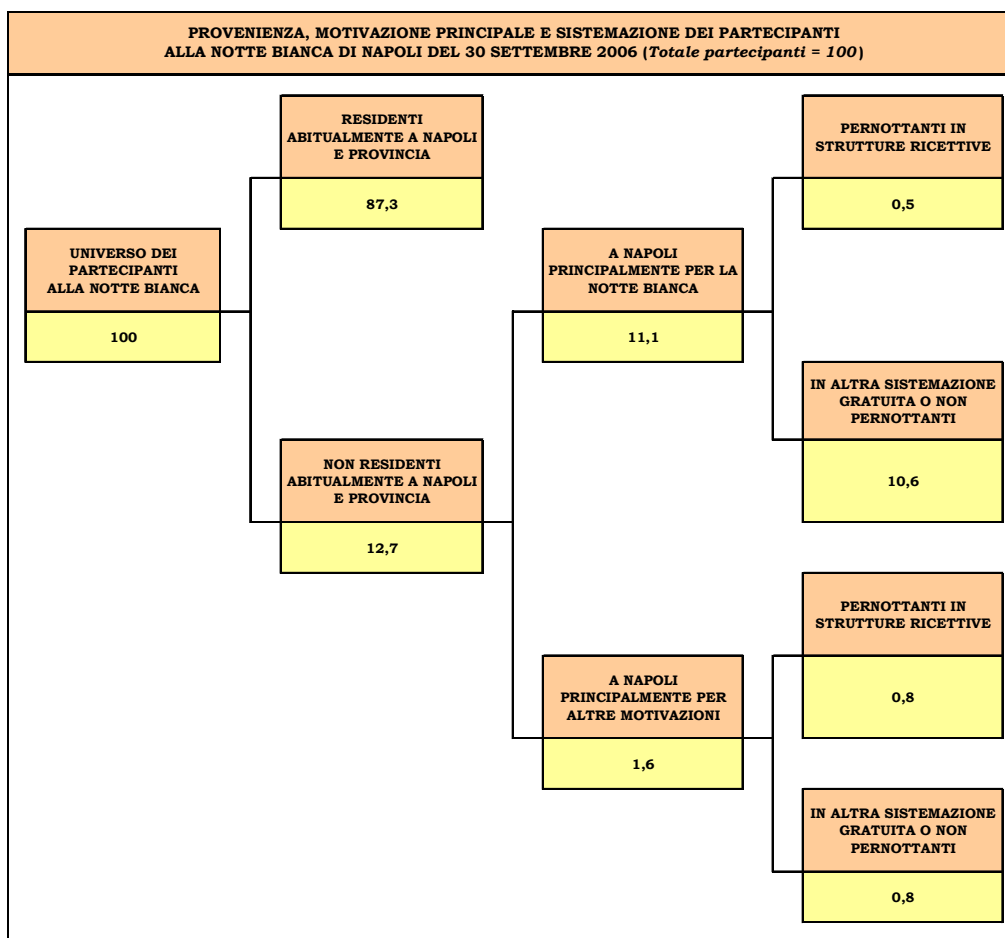 PROVENIENZA, MOTIVAZIONE PRINCIPALE E SISTEMAZIONE DEI PARTECIPANTI
ALLA NOTTE BIANCA DI NAPOLI DEL 30 SETTEMBRE 2006 (Totale partecipanti = 100)
UNIVERSO DEI
PARTECIPANTI
ALLA NOTTE BIANCA
100
RESIDENTI
ABITUALMENTE A NAPOLI
E PROVINCIA
87,3
NON RESIDENTI
ABITUALMENTE A NAPOLI
E PROVINCIA
12,7
A NAPOLI
PRINCIPALMENTE PER LA
NOTTE BIANCA
11,1
A NAPOLI
PRINCIPALMENTE PER
ALTRE MOTIVAZIONI
1,6
PERNOTTANTI IN
STRUTTURE RICETTIVE
0,5
IN ALTRA SISTEMAZIONE
GRATUITA O NON
PERNOTTANTI
10,6
PERNOTTANTI IN
STRUTTURE RICETTIVE
0,8
IN ALTRA SISTEMAZIONE
GRATUITA O NON
PERNOTTANTI
0,8